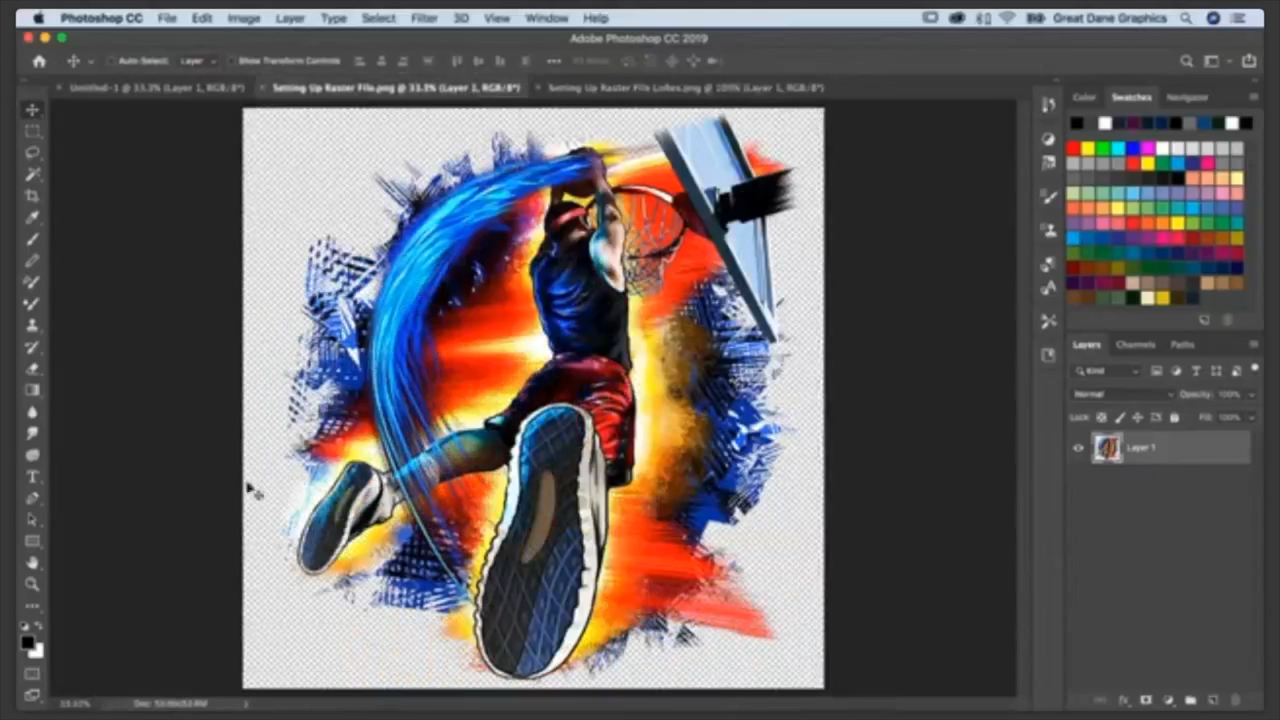 Photoshop CC File Edit Image Layer Type Select Filter 3D View Window Help Great Dane Graphics
Adobe Photoshop CC 2019
Auto-Select: Layer Show Transform Controls
Untitled-1 @ 33.3% (Layer 1, RGB/8*) Setting Up Raster File.png @ 33.3% (Layer 1, RGB/8*) Setting Up Raster File LoRes.png @ 100% (Layer 1, RGB/8*)
Color Swatches Navigator
Layers Channels Paths
Kind
Normal Opacity: 100%
Lock: Fill: 100%
Layer 1